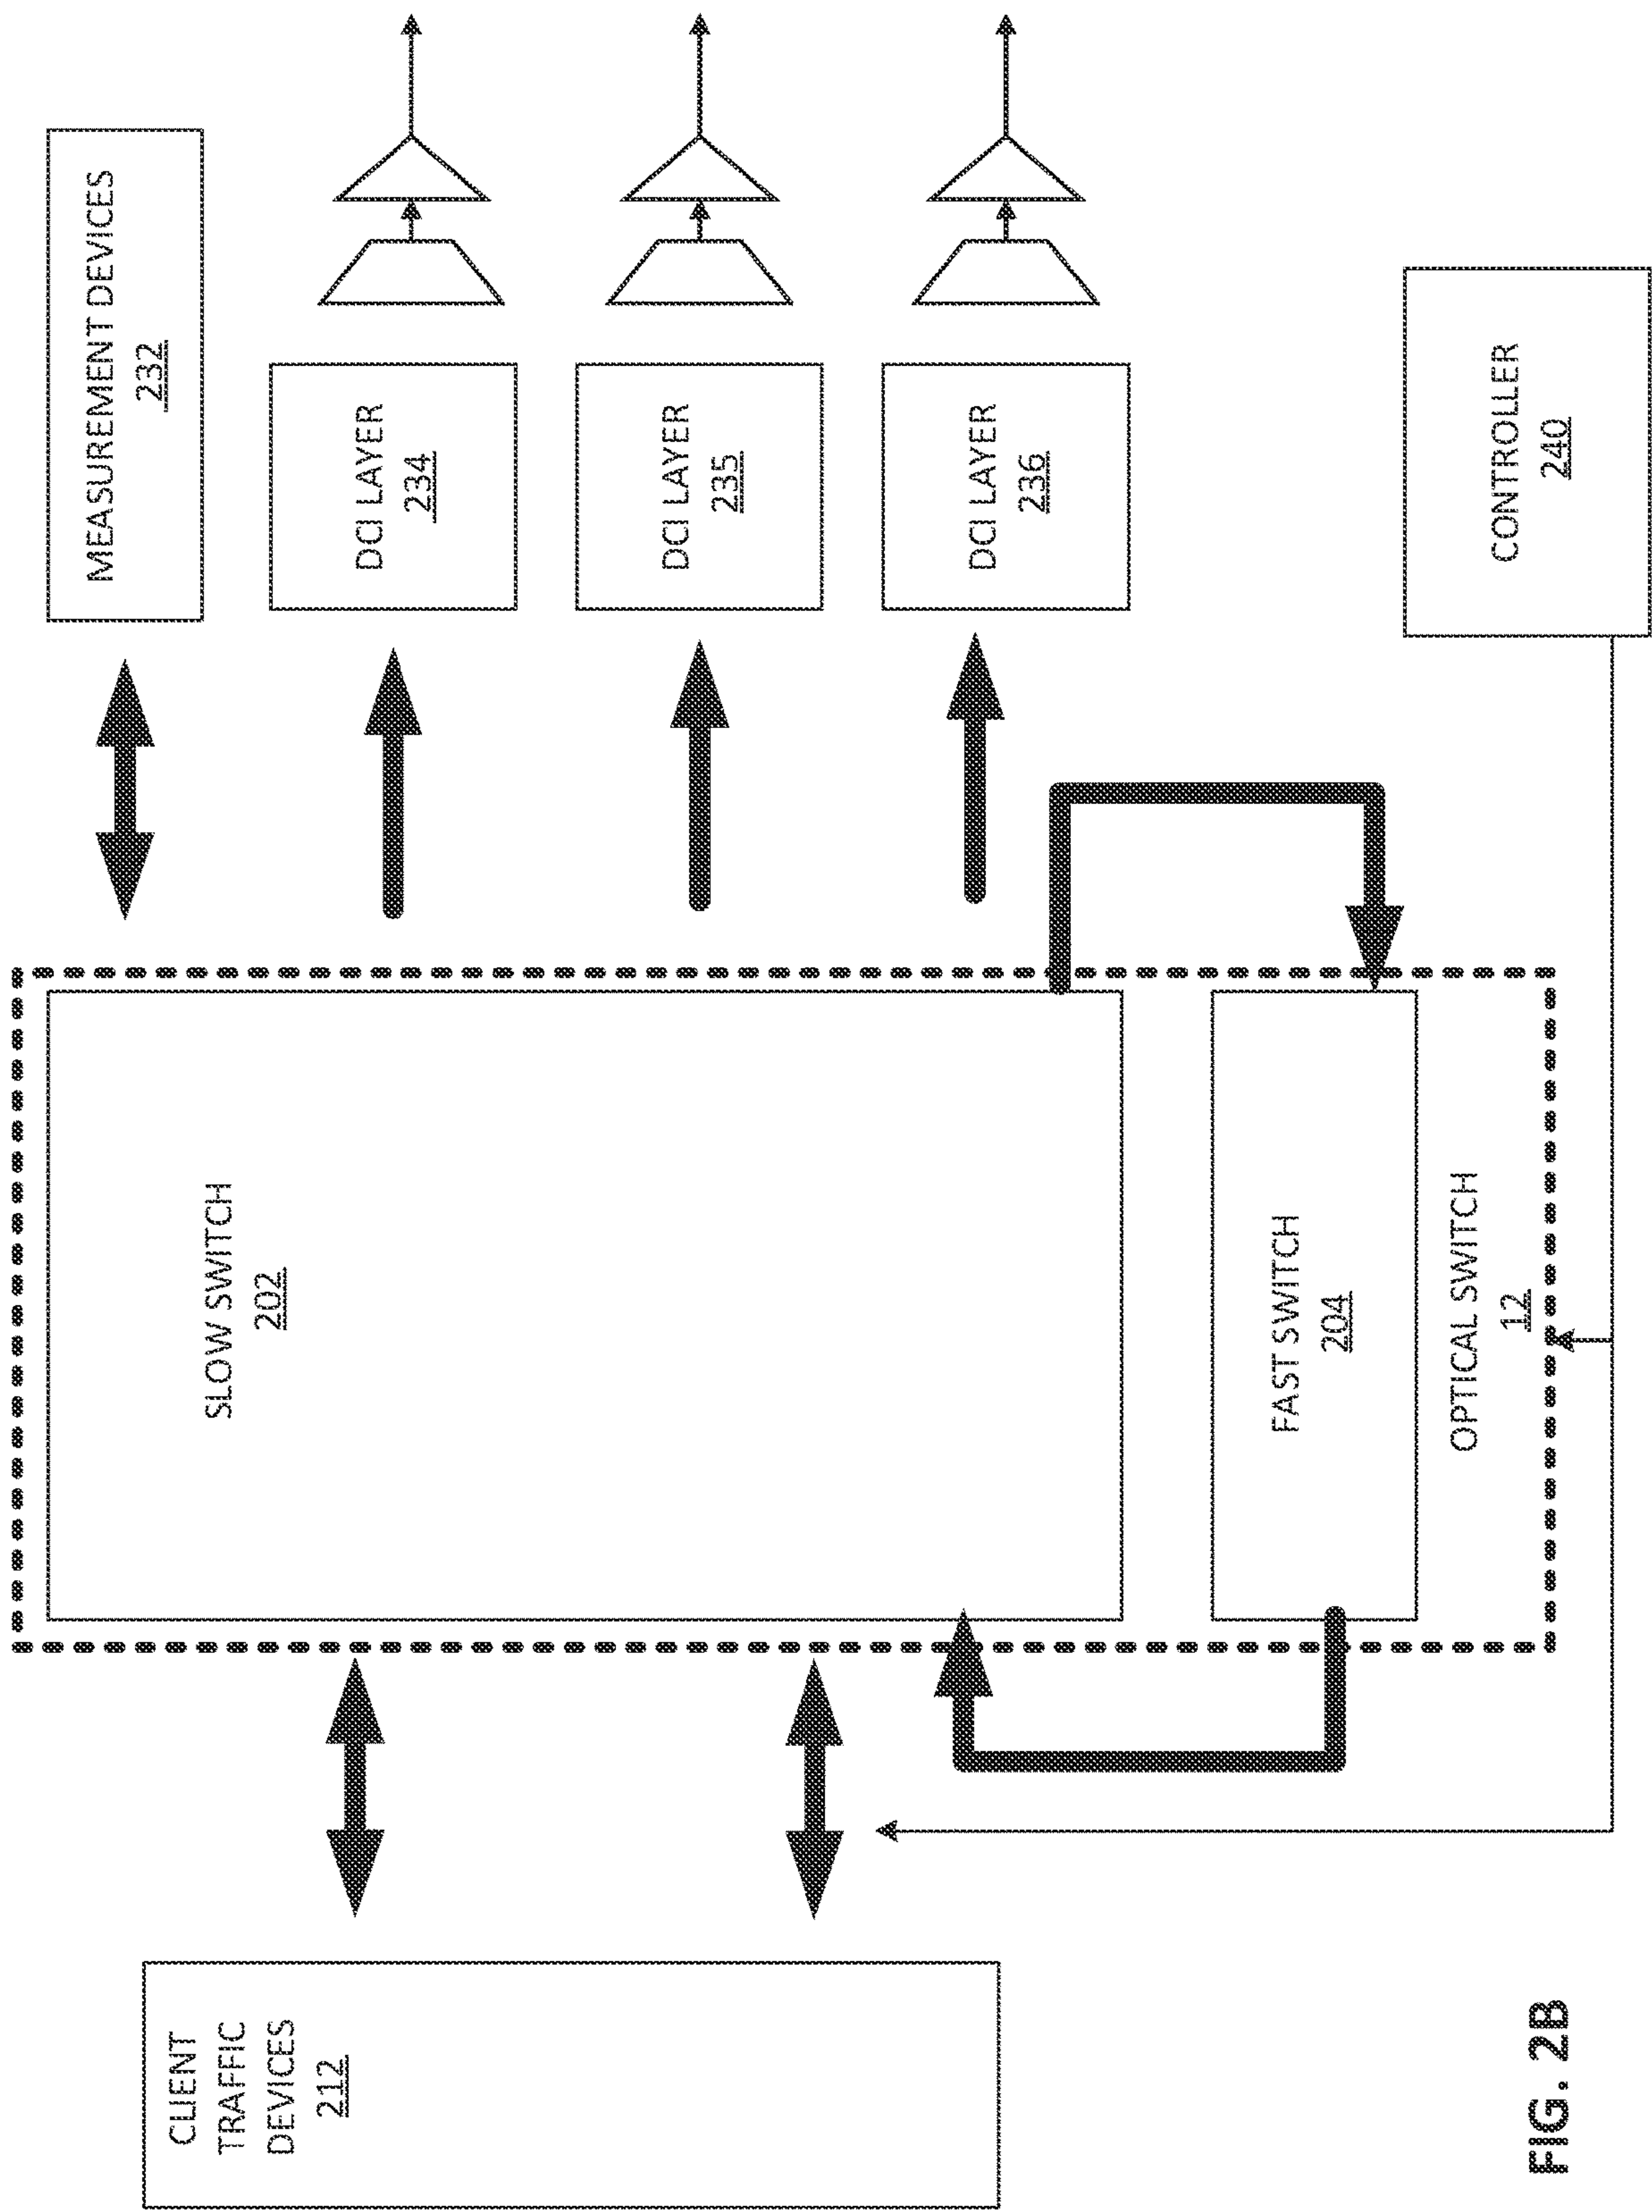 CLIENT
TRAFFIC
DEVICES
212
SLOW SWITCH
202
FAST SWITCH
204
OPTICAL SWITCH
12
MEASUREMENT DEVICES
232
DCI LAYER
234
DCI LAYER
235
DCI LAYER
236
CONTROLLER
240
FIG. 2B